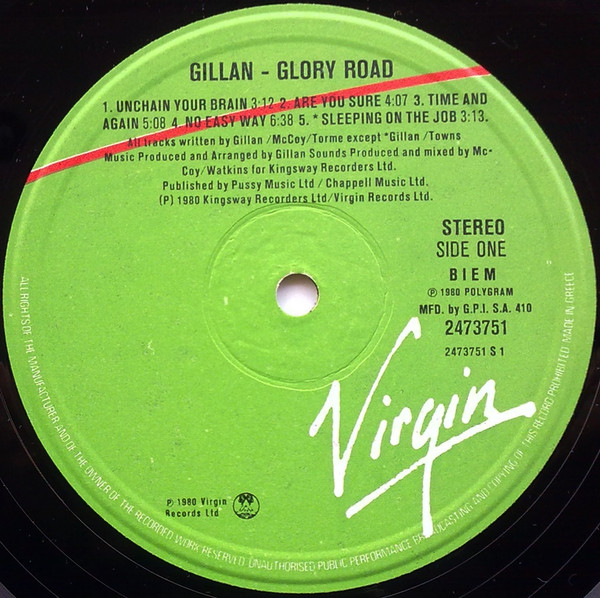 GILLAN - GLORY ROAD
1. UNCHAIN YOUR BRAIN 3:12 2. ARE YOU SURE 4:07 3. TIME AND
AGAIN 5:08 4. NO EASY WAY 6:38 5. * SLEEPING ON THE JOB 3:13.
All tracks written by Gillan /McCoy/Torme except *Gillan /Towns
Music Produced and Arranged by Gillan Sounds Produced and mixed by Mc-
Coy/Watkins for Kingsway Recorders Ltd.
Published by Pussy Music Ltd / Chappell Music Ltd.
(P) 1980 Kingsway Recorders Ltd/Virgin Records Ltd.
STEREO
SIDE ONE
BIEM
℗ 1980 POLYGRAM
MFD. by G.P.I. S.A. 410
2473751
2473751 S 1
Virgin
℗ 1980 Virgin
Records Ltd
ALL RIGHTS OF THE MANUFACTURER AND OF THE OWNER OF THE RECORDED WORK RESERVED. UNAUTHORISED PUBLIC PERFORMANCE BROADCASTING AND COPYING OF THIS RECORD PROHIBITED. MADE IN GREECE